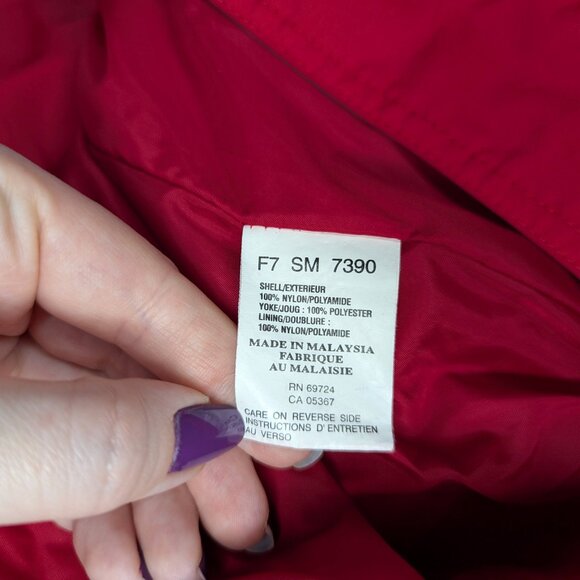 F7 SM 7390
SHELL/EXTERIEUR
100% NYLON/POLYAMIDE
YOKE/JOUG : 100% POLYESTER
LINING/DOUBLURE :
100% NYLON/POLYAMIDE
MADE IN MALAYSIA
FABRIQUE
AU MALAISIE
RN 69724
CA 05367
CARE ON REVERSE SIDE
INSTRUCTIONS D' ENTRETIEN
AU VERSO